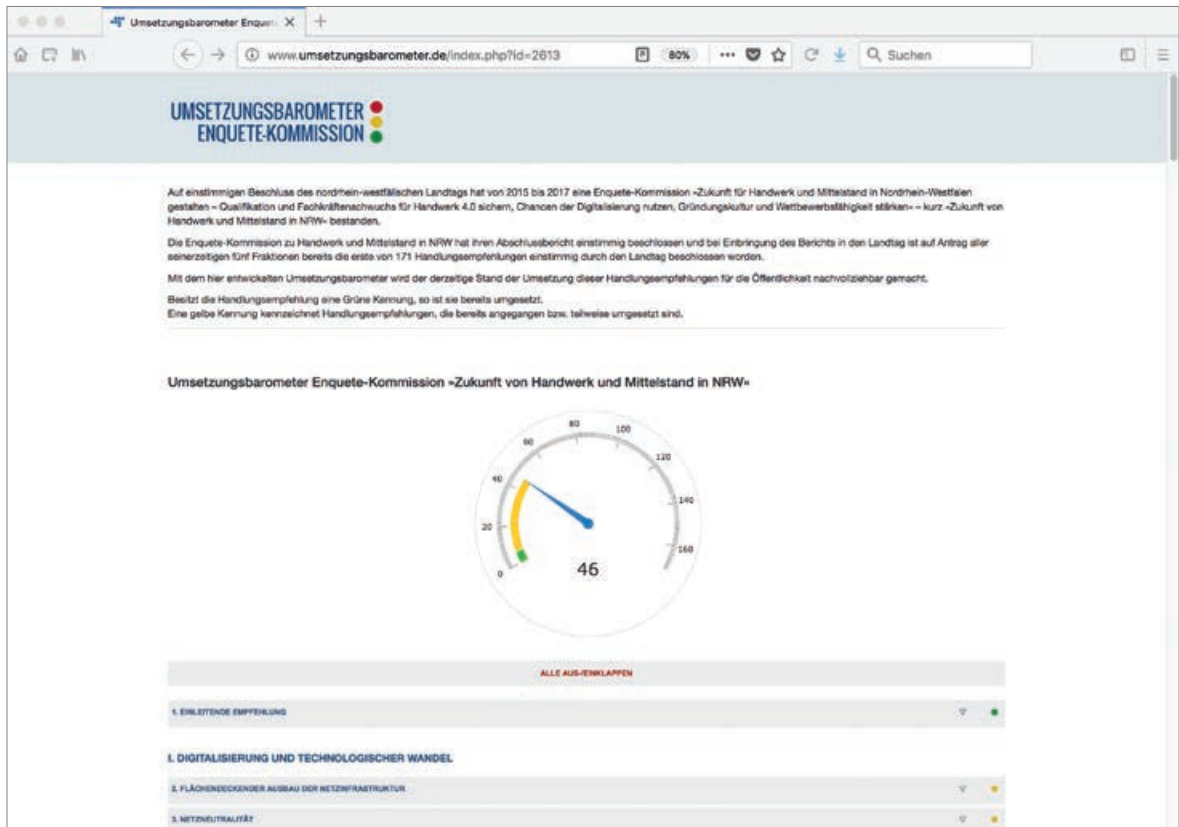 Umsetzungsbarometer Enquet
www.umsetzungsbarometer.de/index.php?id=2613
80%
Suchen
UMSETZUNGSBAROMETER
ENQUETE-KOMMISSION
Auf einstimmigen Beschluss des nordrhein-westfälischen Landtags hat von 2015 bis 2017 eine Enquete-Kommission »Zukunft für Handwerk und Mittelstand in Nordrhein-Westfalen
gestalten – Qualifikation und Fachkräftenachwuchs für Handwerk 4.0 sichern, Chancen der Digitalisierung nutzen, Gründungskultur und Wettbewerbsfähigkeit stärken« – kurz »Zukunft von
Handwerk und Mittelstand in NRW« bestanden.
Die Enquete-Kommission zu Handwerk und Mittelstand in NRW hat ihren Abschlussbericht einstimmig beschlossen und bei Einbringung des Berichts in den Landtag ist auf Antrag aller
seinerzeitigen fünf Fraktionen bereits die erste von 171 Handlungsempfehlungen einstimmig durch den Landtag beschlossen worden.
Mit dem hier entwickelten Umsetzungsbarometer wird der derzeitige Stand der Umsetzung dieser Handlungsempfehlungen für die Öffentlichkeit nachvollziehbar gemacht.
Besitzt die Handlungsempfehlung eine Grüne Kennung, so ist sie bereits umgesetzt.
Eine gelbe Kennung kennzeichnet Handlungsempfehlungen, die bereits angegangen bzw. teilweise umgesetzt sind.
Umsetzungsbarometer Enquete-Kommission »Zukunft von Handwerk und Mittelstand in NRW«
0
20
40
60
80
100
120
140
160
46
ALLE AUS-/EINKLAPPEN
1. EINLEITENDE EMPFEHLUNG
I. DIGITALISIERUNG UND TECHNOLOGISCHER WANDEL
2. FLÄCHENDECKENDER AUSBAU DER NETZINFRASTRUKTUR
3. NETZNEUTRALITÄT